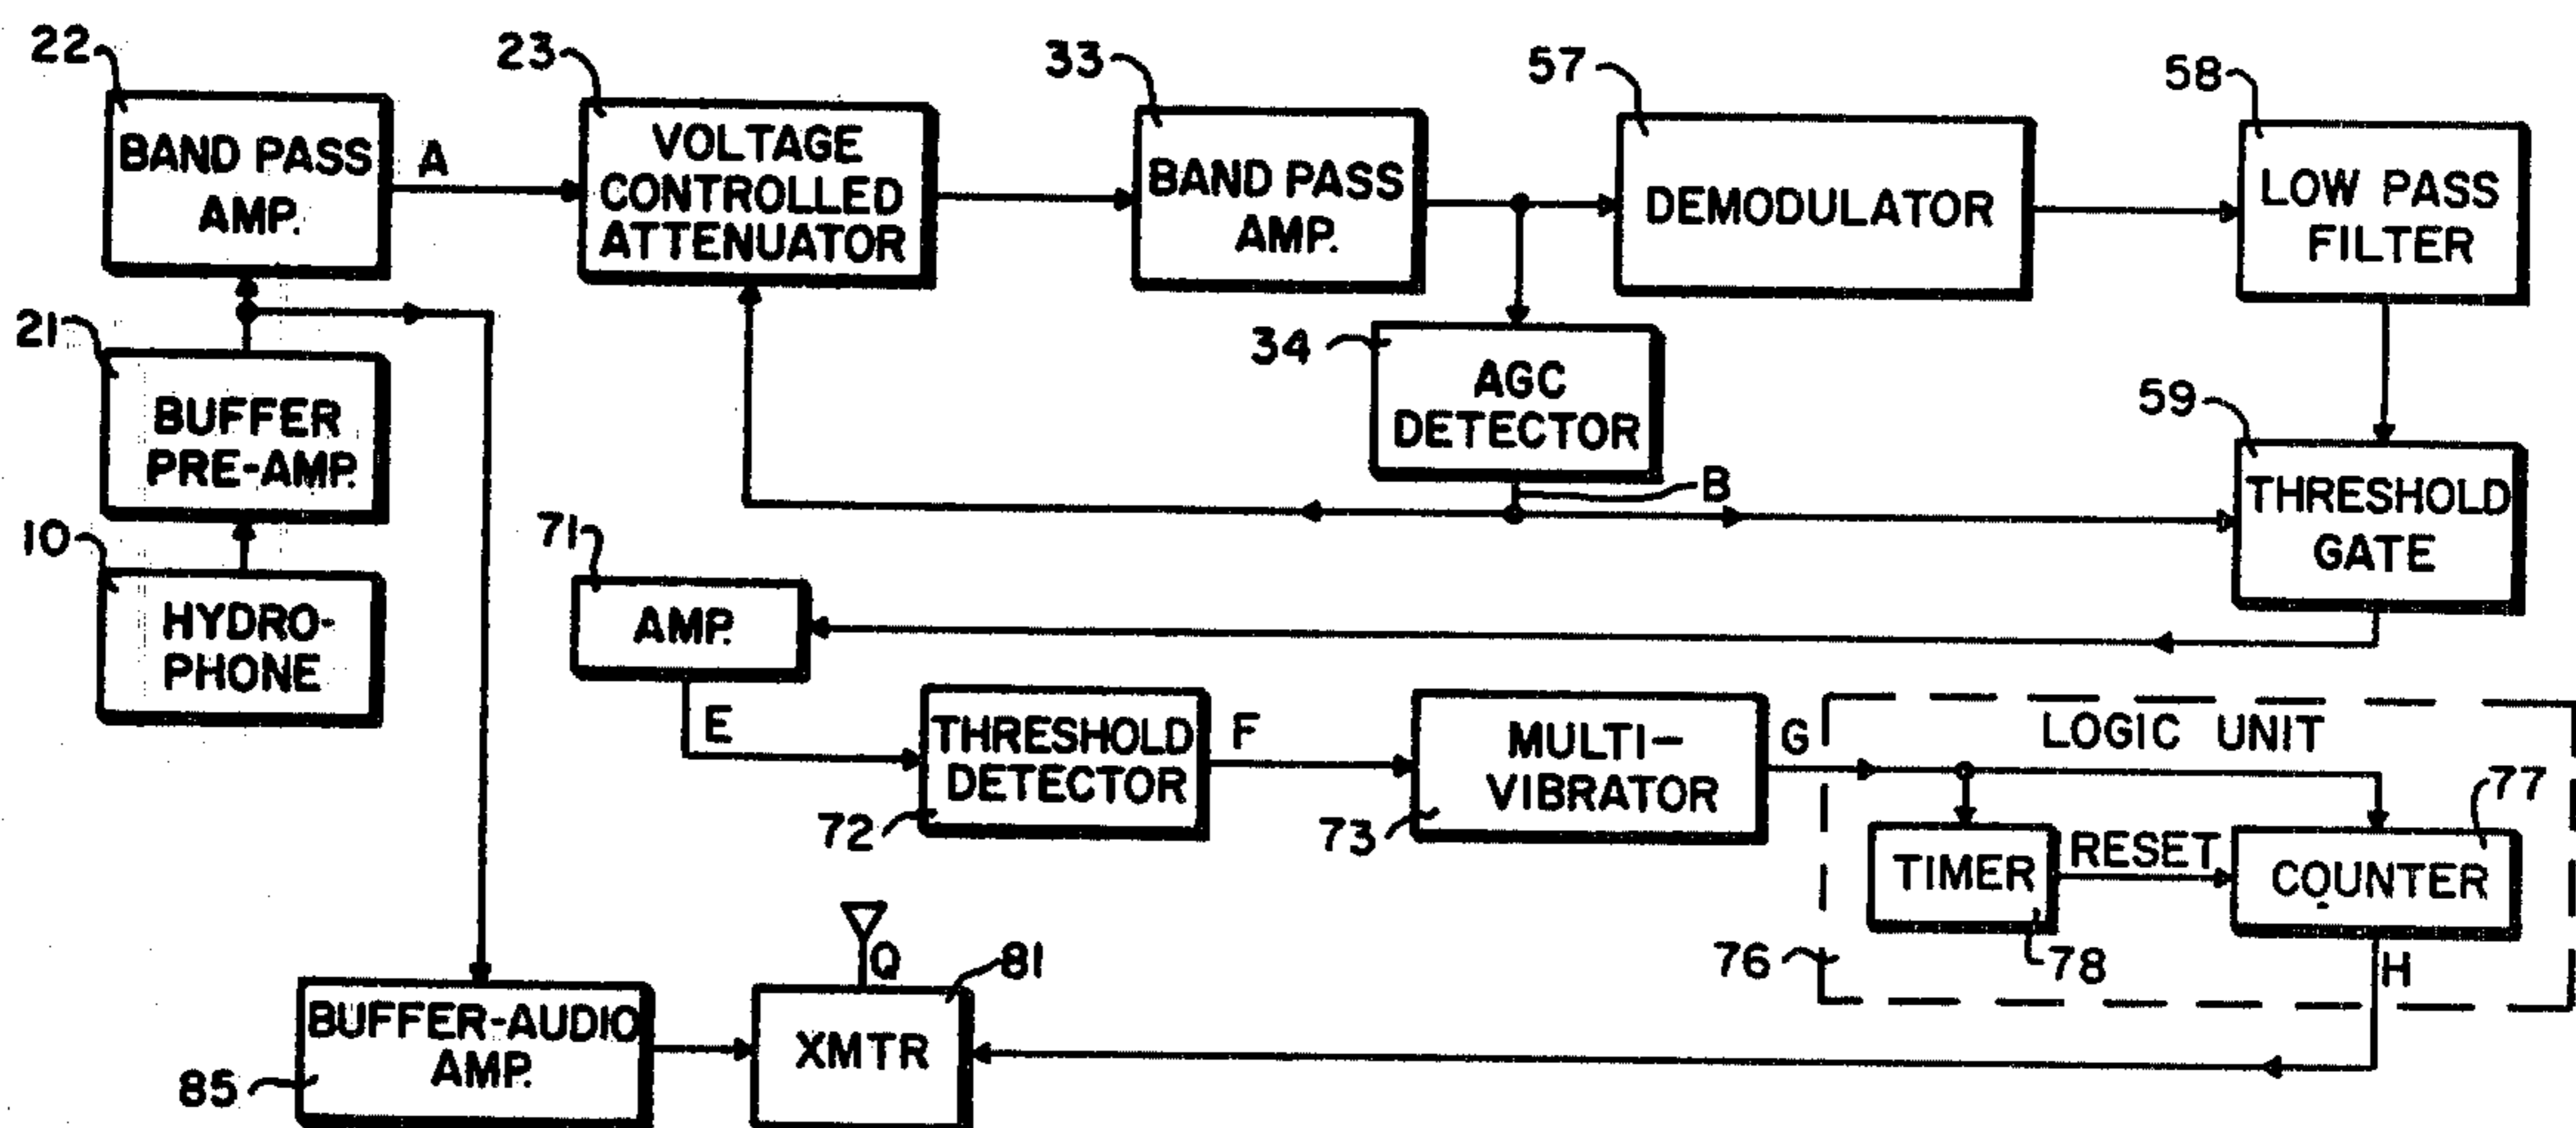 22
BAND PASS
AMP.
A
23
VOLTAGE
CONTROLLED
ATTENUATOR
33
BAND PASS
AMP.
57
DEMODULATOR
58
LOW PASS
FILTER
21
BUFFER
PRE-AMP.
34
AGC
DETECTOR
B
59
THRESHOLD
GATE
10
HYDRO-
PHONE
71
AMP.
E
THRESHOLD
DETECTOR
72
F
MULTI-
VIBRATOR
73
G
LOGIC UNIT
77
TIMER
RESET
COUNTER
76
78
H
BUFFER-AUDIO
AMP.
85
Q
81
XMTR